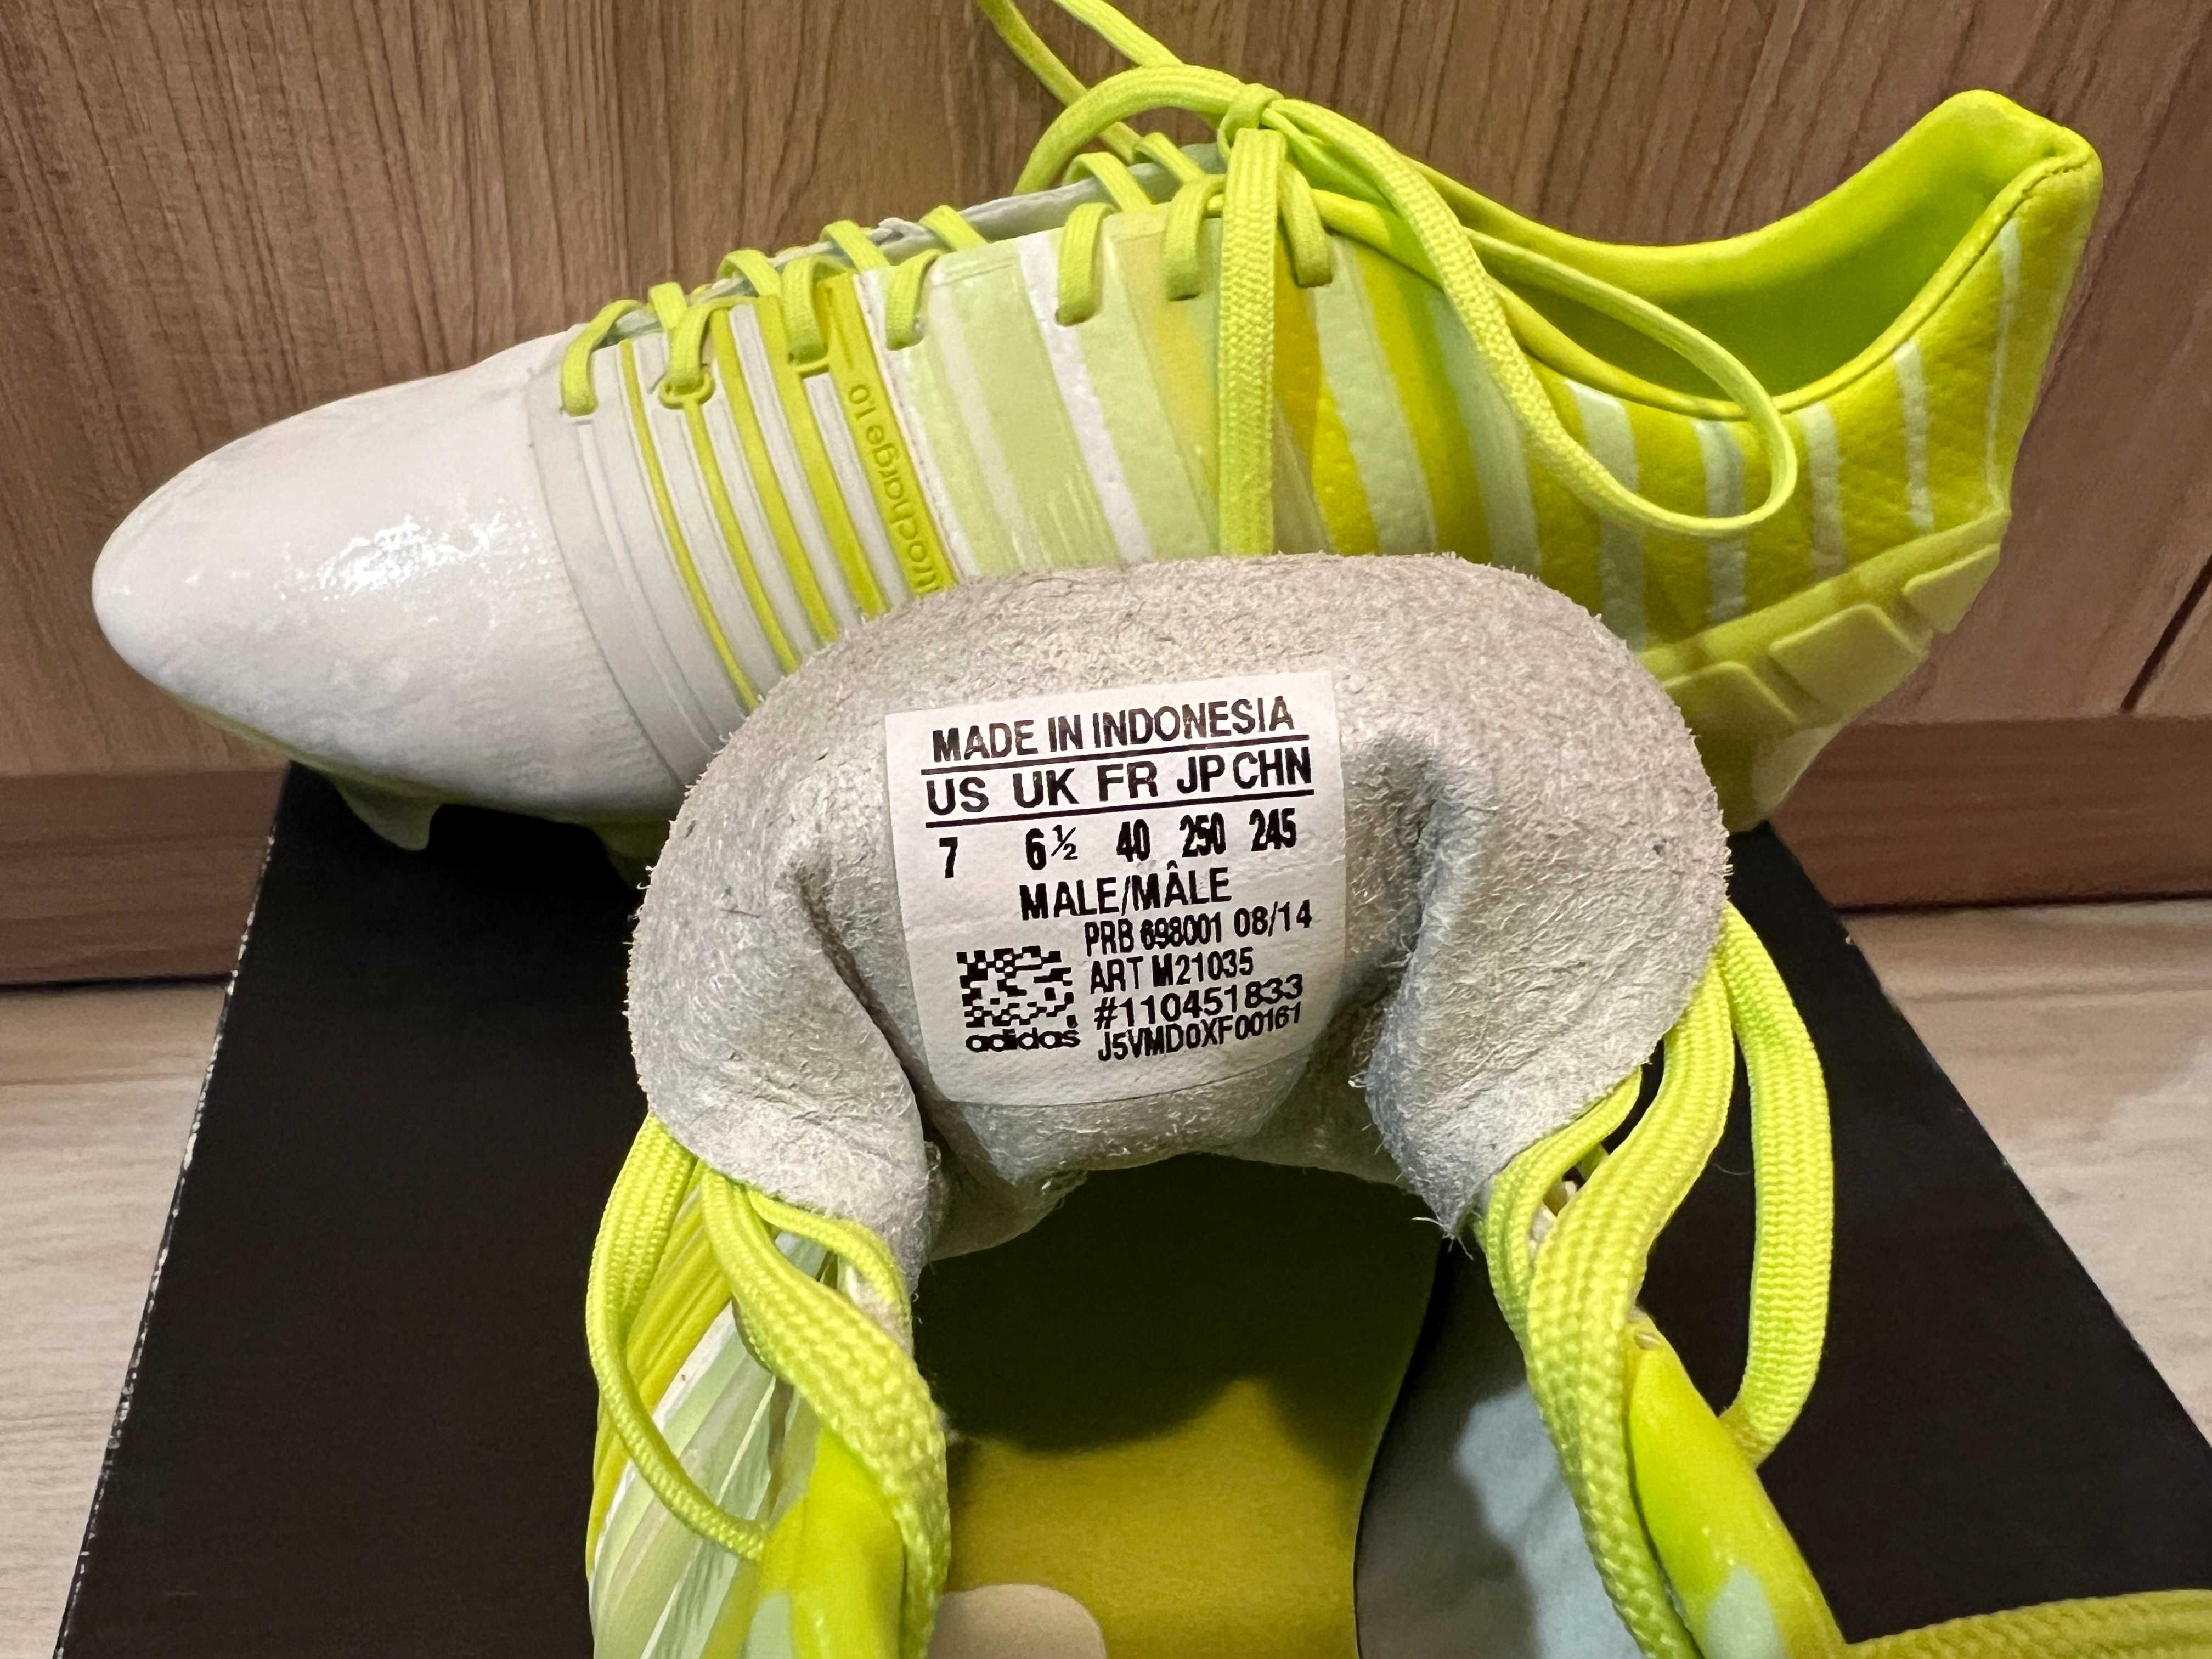 MADE IN INDONESIA
US UK FR JP CHN
7 6½ 40 250 245
MALE/MÂLE
PRB 698001 08/14
ART M21035
#110451833
adidas J5VMD0XF00161